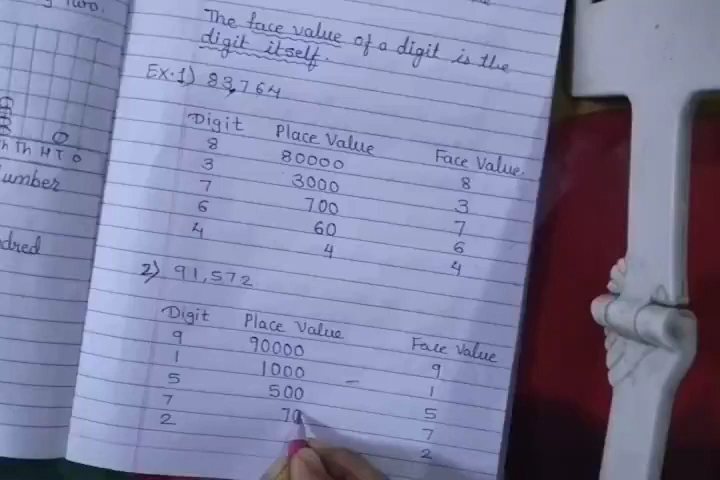 Two.
The face value of a digit is the
digit itself.
Ex.1) 83,764
Digit Place Value Face Value.
8 80000 8
3 3000 3
7 700 7
6 60 6
4 4 4
2) 91,572
Digit Place Value Face Value
9 90000 9
1 1000 1
5 500 5
7 70 7
2 2
Th H T O